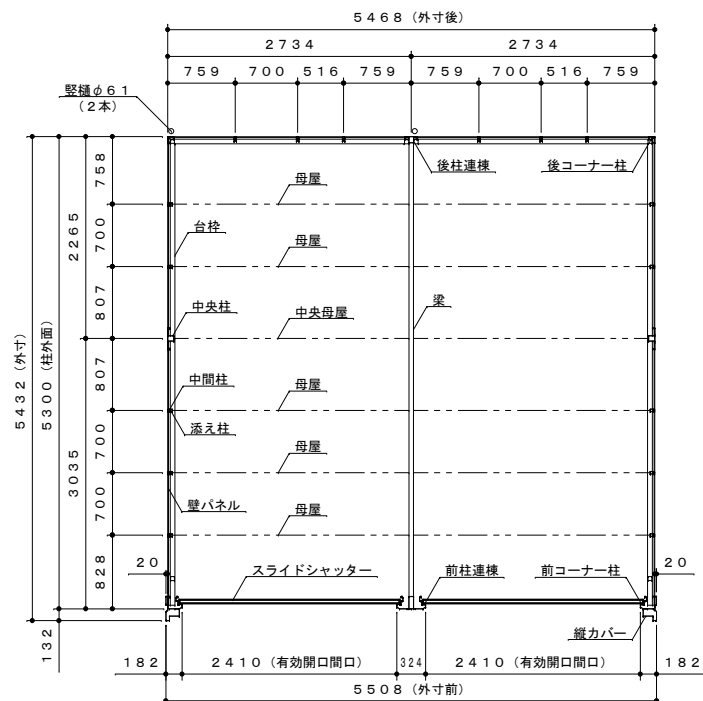 ５４６８（外寸後）
２７３４
２７３４
７５９
７００
５１６
７５９
７５９
７００
５１６
７５９
竪樋φ６１
（２本）
後柱連棟
後コーナー柱
母屋
台枠
母屋
中央柱
中央母屋
梁
中間柱
母屋
添え柱
母屋
壁パネル
母屋
スライドシャッター
前柱連棟
前コーナー柱
縦カバー
７５８
７００
８０７
８０７
７００
７００
８２８
２２６５
３０３５
５３００（柱外面）
５４３２（外寸）
１３２
２０
２０
１８２
２４１０（有効開口間口）
３２４
２４１０（有効開口間口）
１８２
５５０８（外寸前）